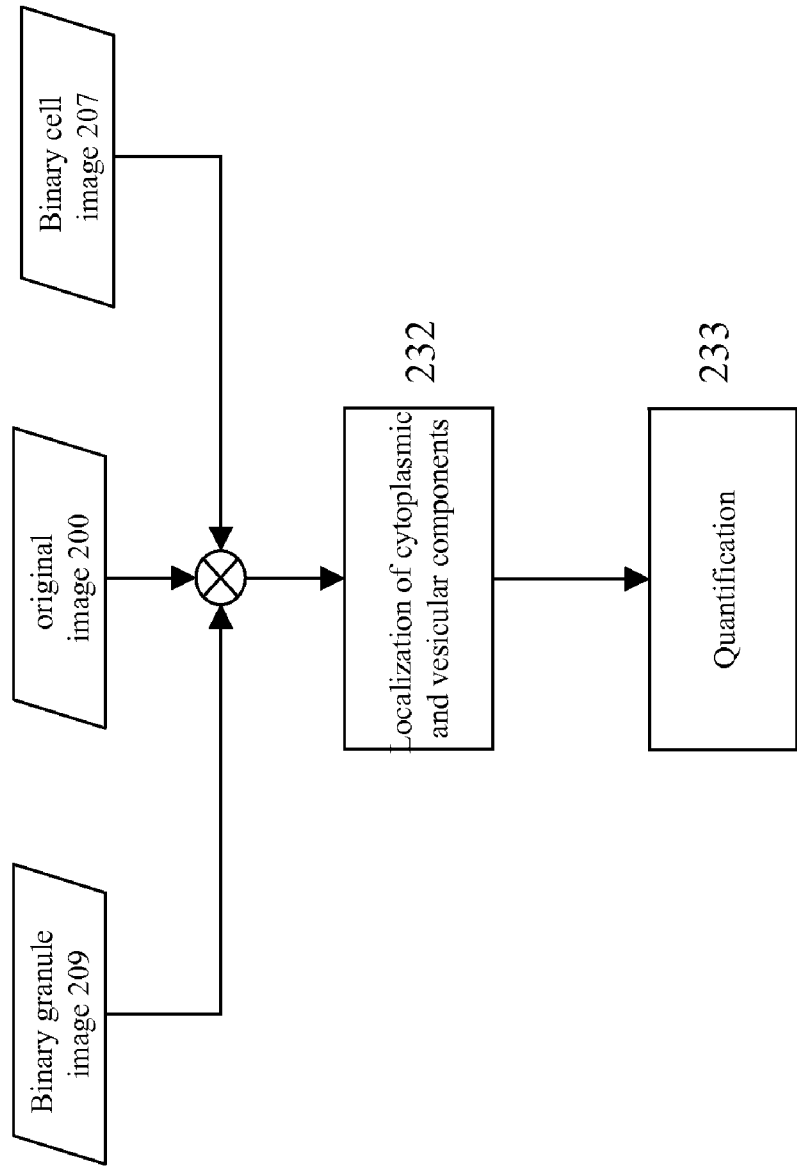 Binary granule
image 209
original
image 200
Binary cell
image 207
Localization of cytoplasmic
and vesicular components
232
Quantification
233